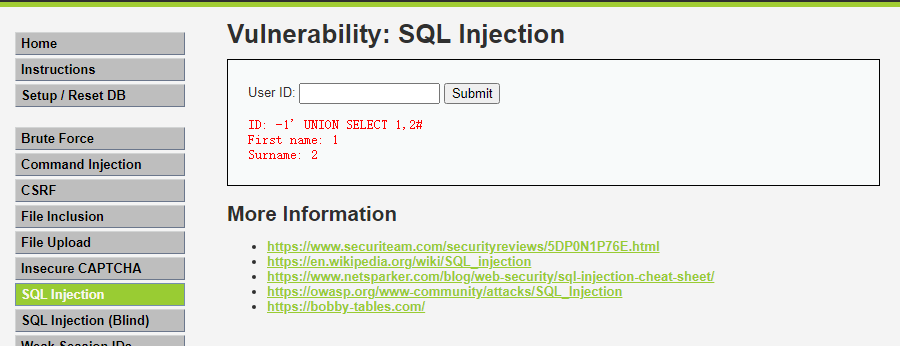 Home
Instructions
Setup / Reset DB
Brute Force
Command Injection
CSRF
File Inclusion
File Upload
Insecure CAPTCHA
SQL Injection
SQL Injection (Blind)
Weak Session IDs
Vulnerability: SQL Injection
User ID:
Submit
ID: -1' UNION SELECT 1,2#
First name: 1
Surname: 2
More Information
https://www.securiteam.com/securityreviews/5DP0N1P76E.html
https://en.wikipedia.org/wiki/SQL_injection
https://www.netsparker.com/blog/web-security/sql-injection-cheat-sheet/
https://owasp.org/www-community/attacks/SQL_Injection
https://bobby-tables.com/